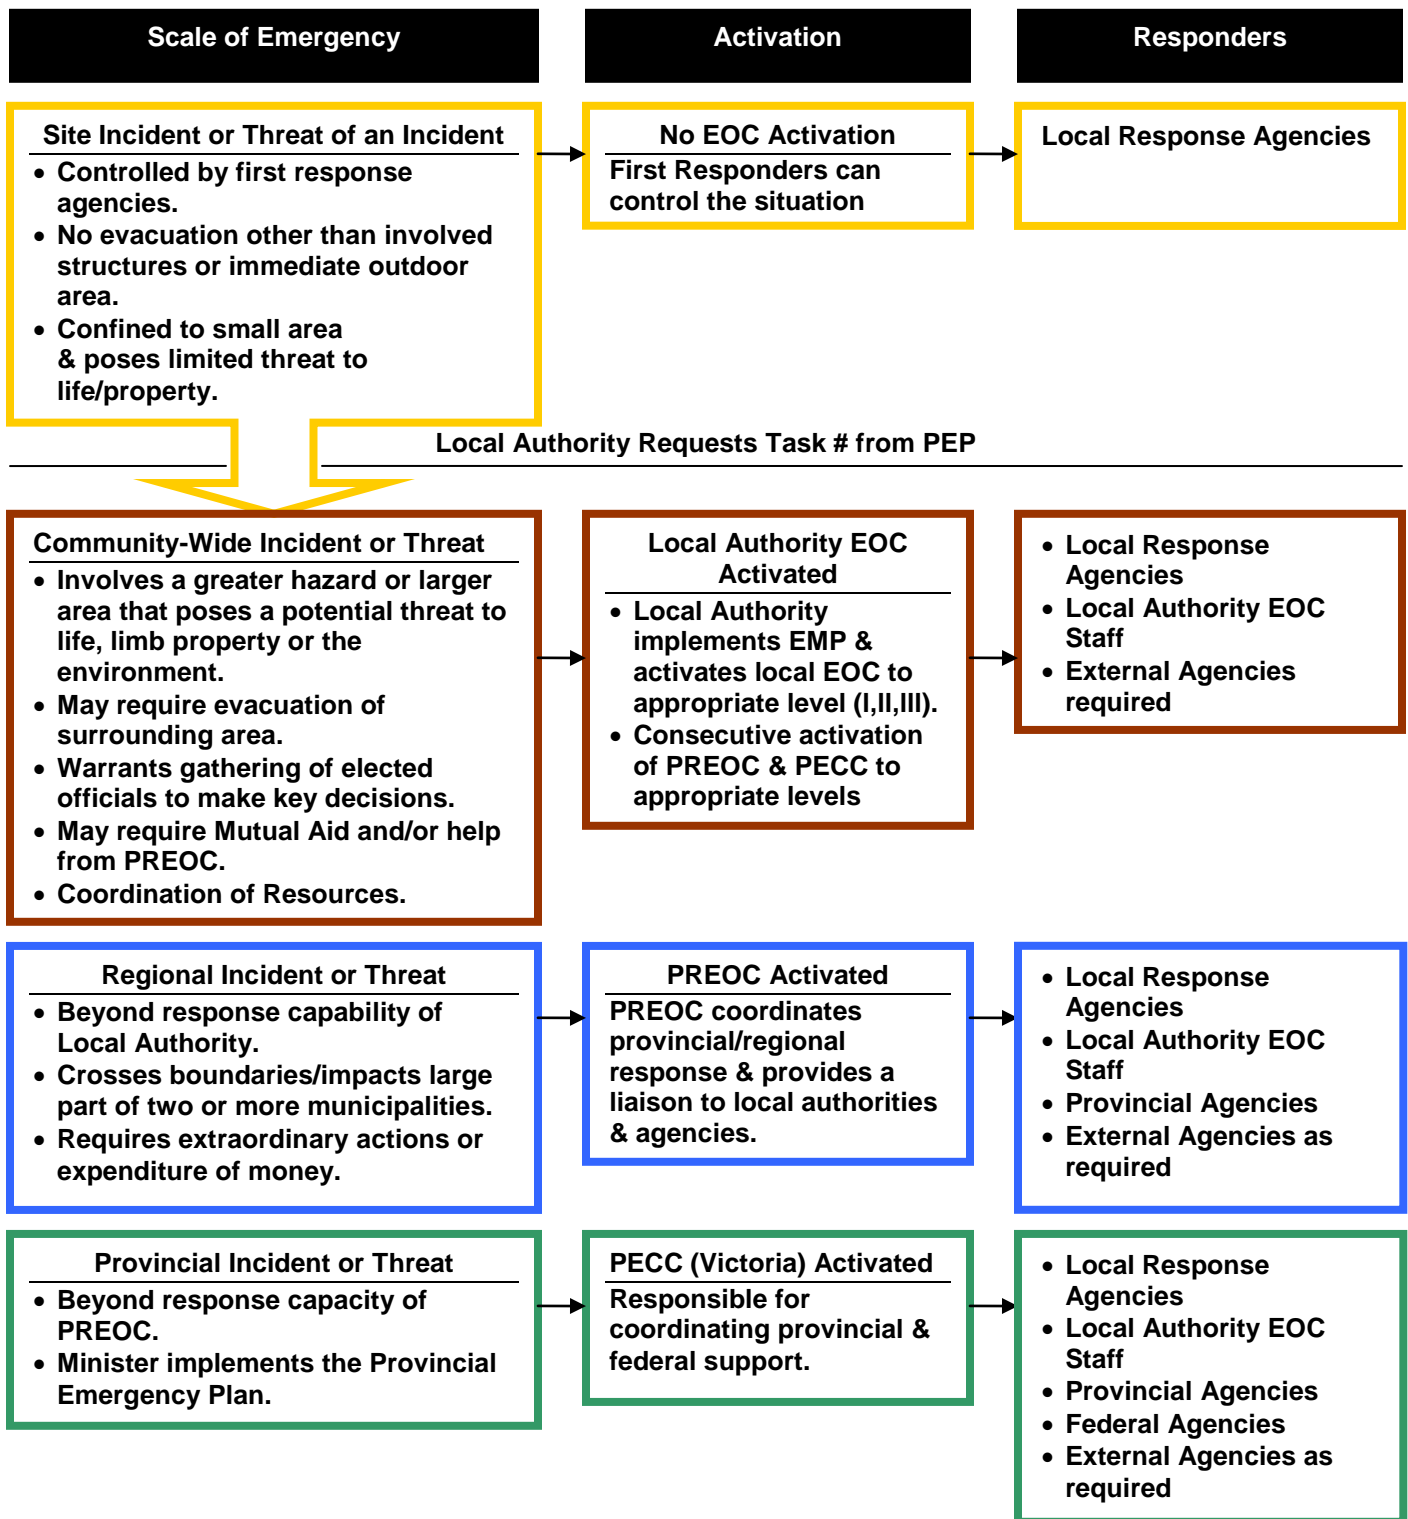 Scale of Emergency
Activation
Responders
Site Incident or Threat of an Incident
• Controlled by first response
agencies.
• No evacuation other than involved
structures or immediate outdoor
area.
• Confined to small area
& poses limited threat to
life/property.
No EOC Activation
First Responders can
control the situation
Local Response Agencies
Local Authority Requests Task # from PEP
Community-Wide Incident or Threat
• Involves a greater hazard or larger
area that poses a potential threat to
life, limb property or the
environment.
• May require evacuation of
surrounding area.
• Warrants gathering of elected
officials to make key decisions.
• May require Mutual Aid and/or help
from PREOC.
• Coordination of Resources.
Local Authority EOC
Activated
• Local Authority
implements EMP &
activates local EOC to
appropriate level (I,II,III).
• Consecutive activation
of PREOC & PECC to
appropriate levels
• Local Response
Agencies
• Local Authority EOC
Staff
• External Agencies
required
Regional Incident or Threat
• Beyond response capability of
Local Authority.
• Crosses boundaries/impacts large
part of two or more municipalities.
• Requires extraordinary actions or
expenditure of money.
PREOC Activated
PREOC coordinates
provincial/regional
response & provides a
liaison to local authorities
& agencies.
• Local Response
Agencies
• Local Authority EOC
Staff
• Provincial Agencies
• External Agencies as
required
Provincial Incident or Threat
• Beyond response capacity of
PREOC.
• Minister implements the Provincial
Emergency Plan.
PECC (Victoria) Activated
Responsible for
coordinating provincial &
federal support.
• Local Response
Agencies
• Local Authority EOC
Staff
• Provincial Agencies
• Federal Agencies
• External Agencies as
required